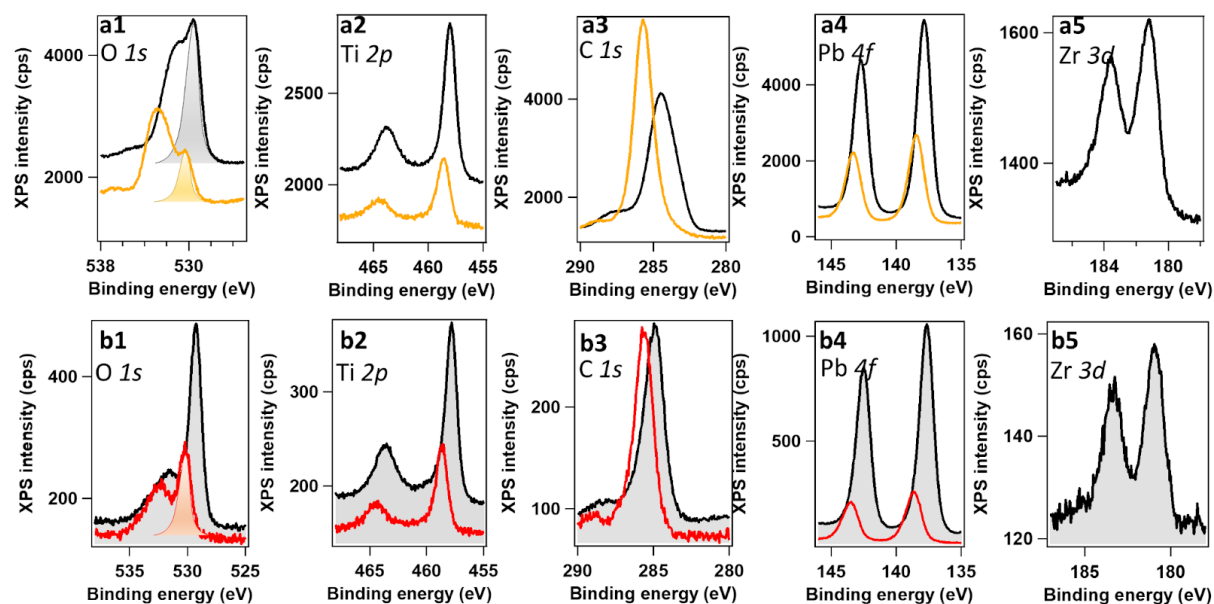 a1
O 1s
XPS intensity (cps)
4000
2000
538
530
Binding energy (eV)
a2
Ti 2p
XPS intensity (cps)
2500
2000
465
460
455
Binding energy (eV)
a3
C 1s
XPS intensity (cps)
6000
4000
2000
290
285
280
Binding energy (eV)
a4
Pb 4f
XPS intensity (cps)
4000
2000
0
145
140
135
Binding energy (eV)
a5
Zr 3d
XPS intensity (cps)
1600
1400
184
180
Binding energy (eV)
b1
O 1s
XPS intensity (cps)
400
200
535
530
525
Binding energy (eV)
b2
Ti 2p
XPS intensity (cps)
300
200
465
460
455
Binding energy (eV)
b3
C 1s
XPS intensity (cps)
200
100
290
285
280
Binding energy (eV)
b4
Pb 4f
XPS intensity (cps)
1000
500
0
145
140
135
Binding energy (eV)
b5
Zr 3d
XPS intensity (cps)
160
150
140
130
120
185
180
Binding energy (eV)